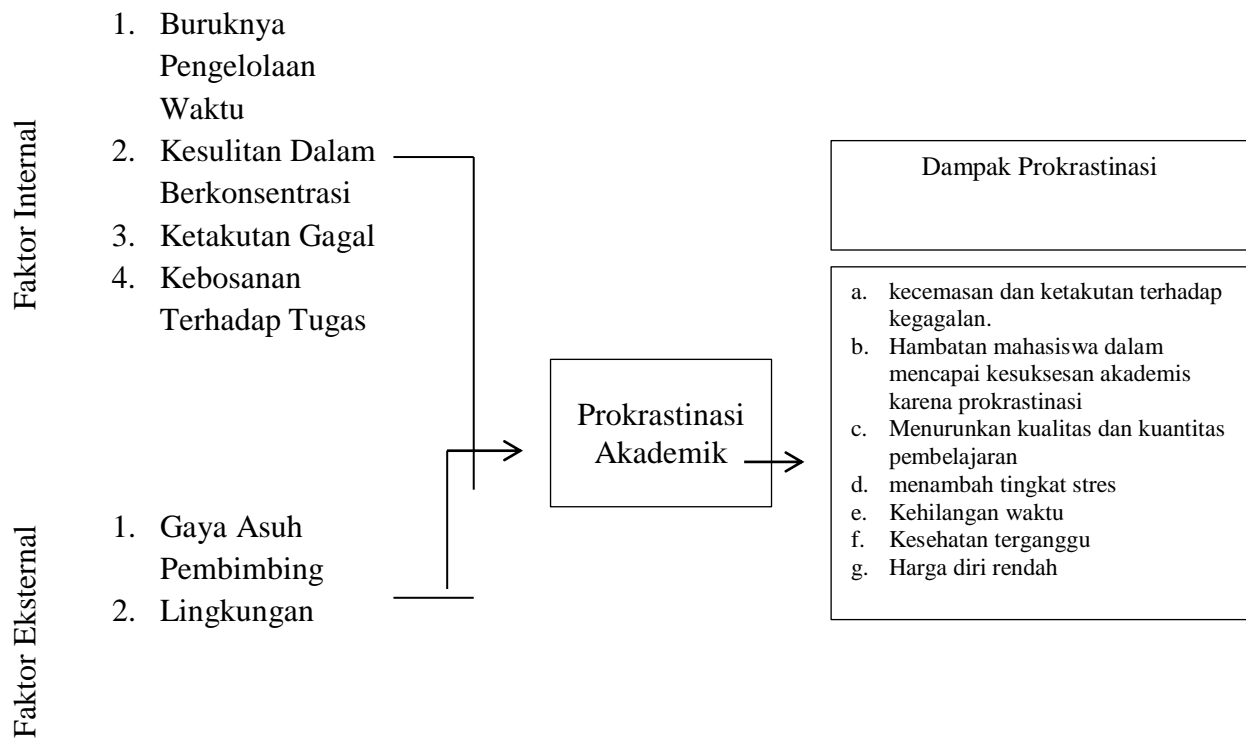 Faktor Internal
1. Buruknya
Pengelolaan
Waktu
2. Kesulitan Dalam
Berkonsentrasi
3. Ketakutan Gagal
4. Kebosanan
Terhadap Tugas
Faktor Eksternal
1. Gaya Asuh
Pembimbing
2. Lingkungan
Prokrastinasi
Akademik
Dampak Prokrastinasi
a. kecemasan dan ketakutan terhadap
kegagalan.
b. Hambatan mahasiswa dalam
mencapai kesuksesan akademis
karena prokrastinasi
c. Menurunkan kualitas dan kuantitas
pembelajaran
d. menambah tingkat stres
e. Kehilangan waktu
f. Kesehatan terganggu
g. Harga diri rendah